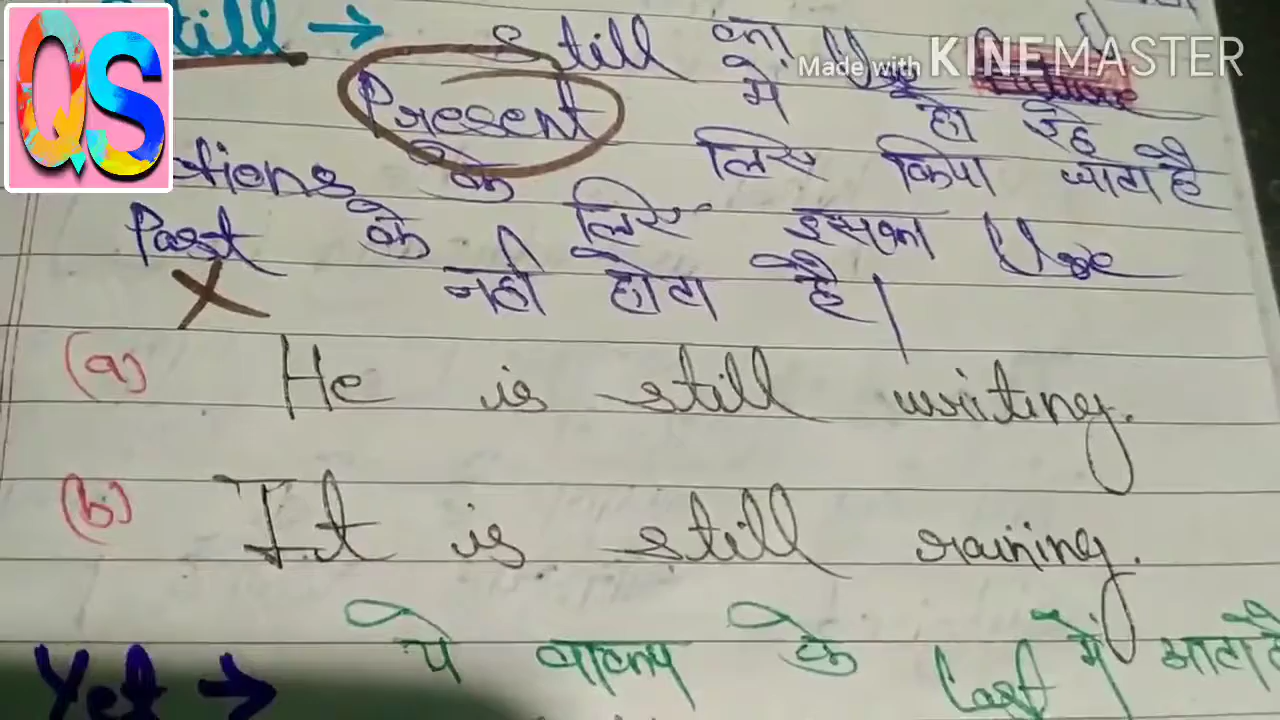 QS
Made with KINEMASTER
still → still का Use
Present में हो रहे
ctions के लिए किया जाता है
Past के लिए इसका Use
नही होता है।
(a) He is still writing.
(b) It is still raining.
Yet → ये वाक्य के last में आता है